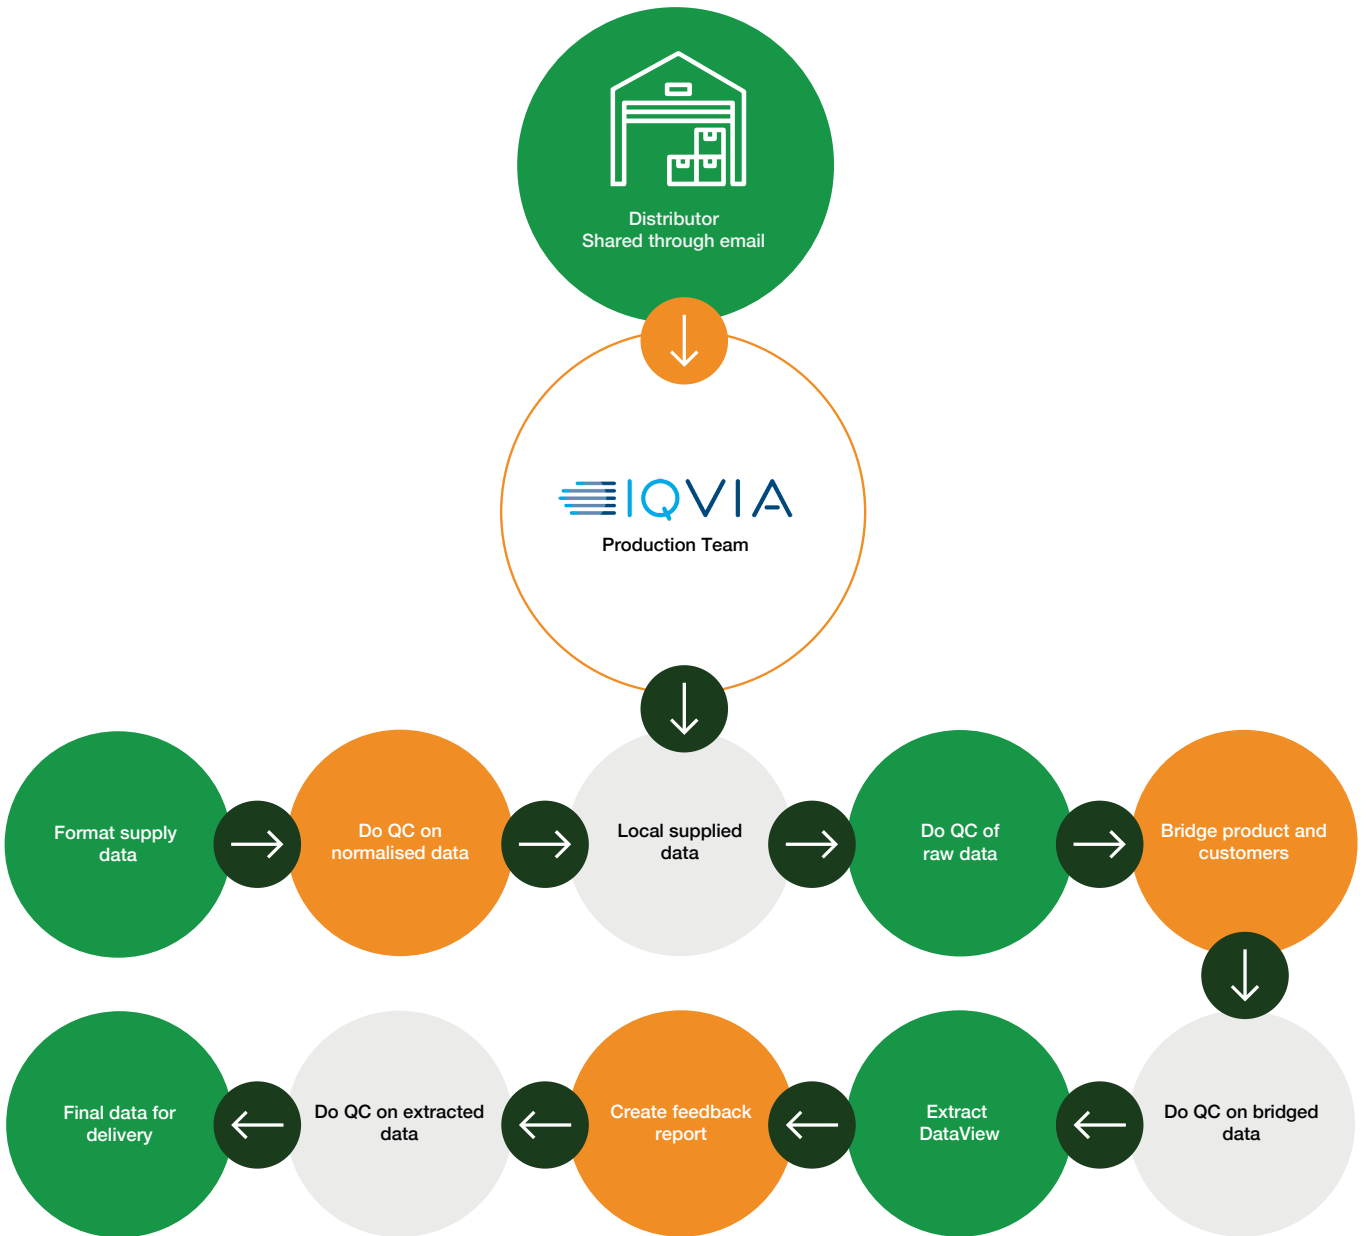 Distributor
Shared through email
IQVIA
Production Team
Format supply
data
Do QC on
normalised data
Local supplied
data
Do QC of
raw data
Bridge product and
customers
Final data for
delivery
Do QC on extracted
data
Create feedback
report
Extract
DataView
Do QC on bridged
data